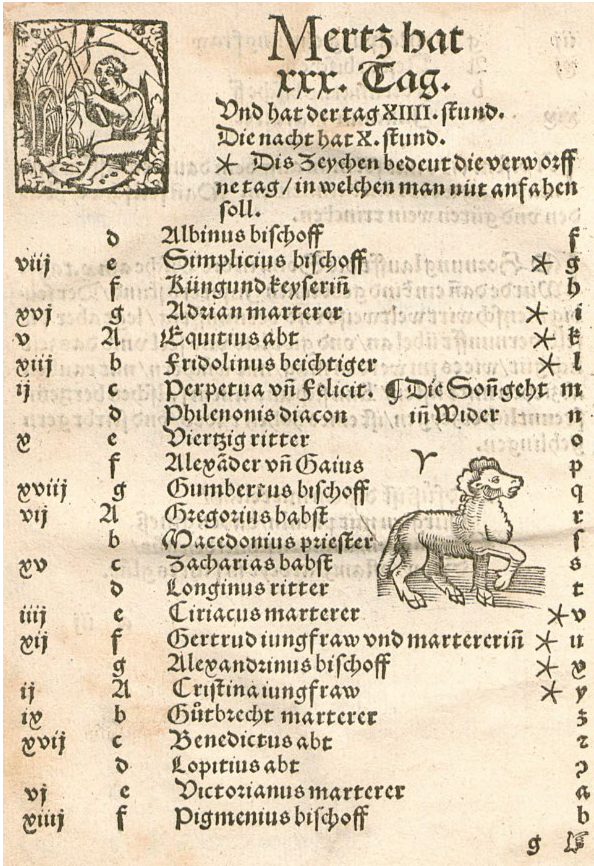 Mertz hat
xxx. Tag.
Vnd hat der tag XIIII. stund.
Die nacht hat X. stund.
* Dis Zeychen bedeut die verworff
ne tag / in welchen man nüt anfahen
soll.
d Albinus bischoff f
viij e Simplicius bischoff * g
f Küngund keyseriñ h
xvj g Adrian marterer * i
v A Equitius abt * k
xiij b Fridolinus beichtiger * l
ij c Perpetua vñ Felicit. ¶ Die Soñ geht m
d Philenonis diacon iñ Wider n
x e Viertzig ritter o
f Alexãder vñ Gaius ♈ p
xviij g Gumbertus bischoff q
vij A Gregorius babst r
b Macedonius priester ſ
xv c Zacharias babst s
d Longinus ritter t
iiij e Ciriacus marterer * v
xij f Gertrud iungfraw vnd martereriñ * u
g Alexandrinus bischoff * x
ij A Cristina iungfraw * y
ix b Gůtbrecht marterer z
xvij c Benedictus abt ꝛ
d Lopitius abt ɔ
vj e Victorianus marterer a
xiiij f Pigmenius bischoff b
g ☞